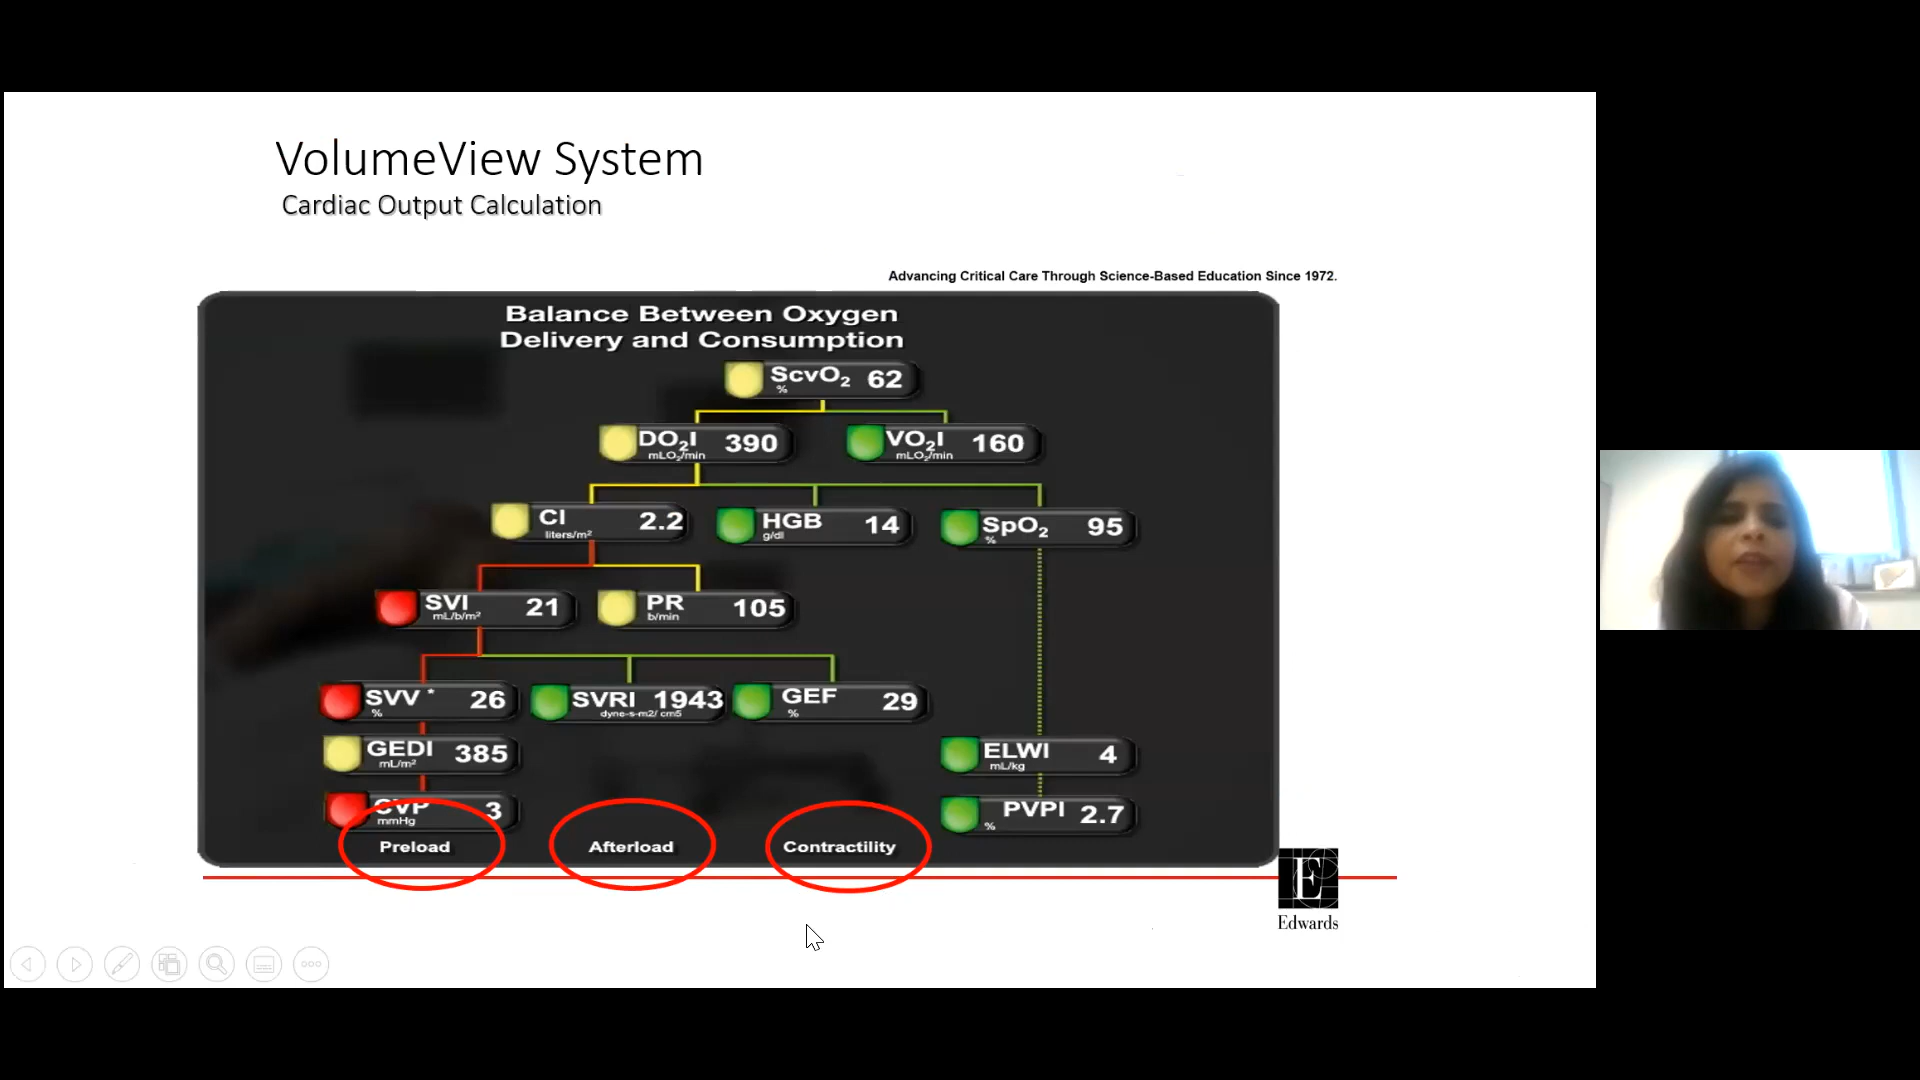 VolumeView System
Cardiac Output Calculation
Advancing Critical Care Through Science-Based Education Since 1972.
Balance Between Oxygen
Delivery and Consumption
ScvO₂ 62
%
DO₂I 390
mLO₂/min
VO₂I 160
mLO₂/min
CI 2.2
liters/m²
HGB 14
g/dl
SpO₂ 95
%
SVI 21
mL/b/m²
PR 105
b/min
SVV * 26
%
SVRI 1943
dyne-s-m2/ cm5
GEF 29
%
GEDI 385
mL/m²
ELWI 4
mL/kg
CVP 3
mmHg
PVPI 2.7
%
Preload
Afterload
Contractility
E
Edwards